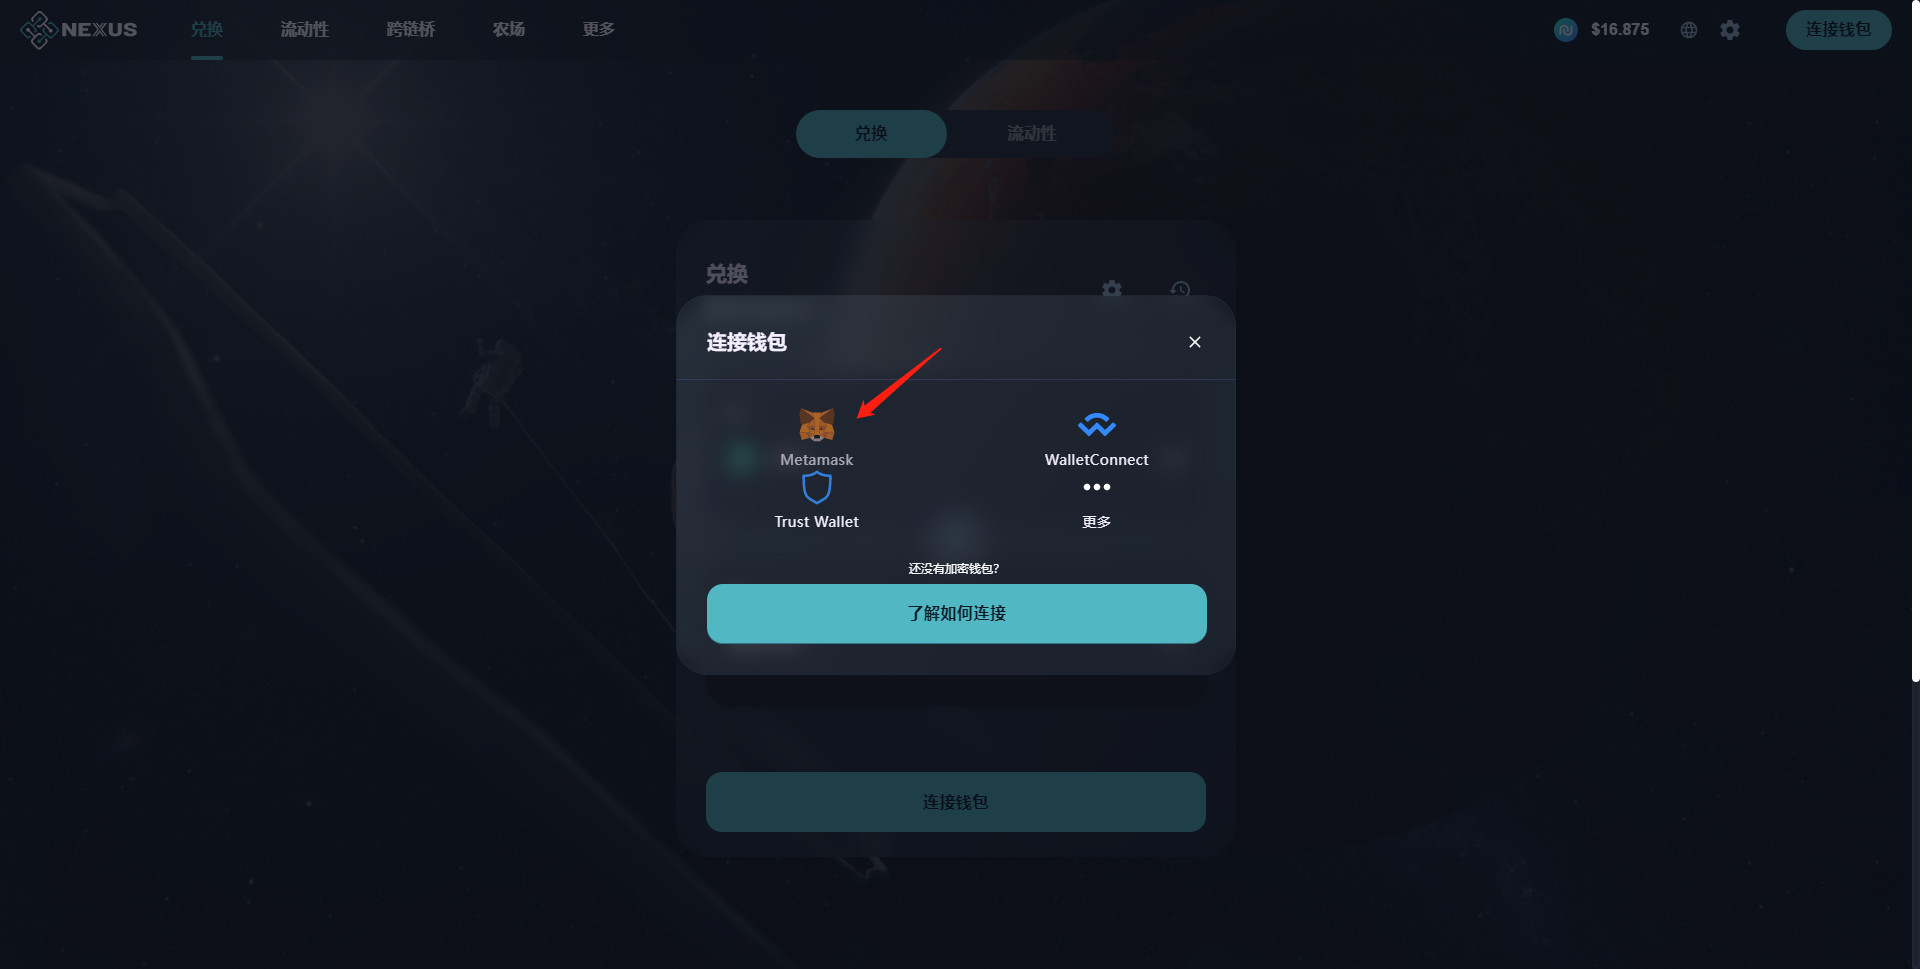 NEXUS
兑换
流动性
跨链桥
农场
更多
$16.875
连接钱包
兑换
流动性
兑换
连接钱包
Metamask
WalletConnect
Trust Wallet
更多
还没有加密钱包?
了解如何连接
连接钱包